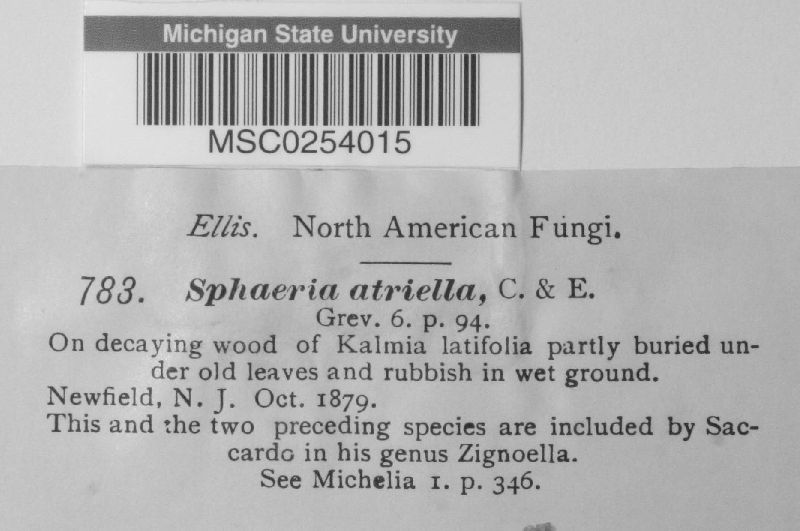 Michigan State University
MSC0254015
Ellis. North American Fungi.
783. Sphaeria atriella, C. & E.
Grev. 6. p. 94.
On decaying wood of Kalmia latifolia partly buried un-
der old leaves and rubbish in wet ground.
Newfield, N. J. Oct. 1879.
This and the two preceding species are included by Sac-
cardo in his genus Zignoella.
See Michelia 1. p. 346.